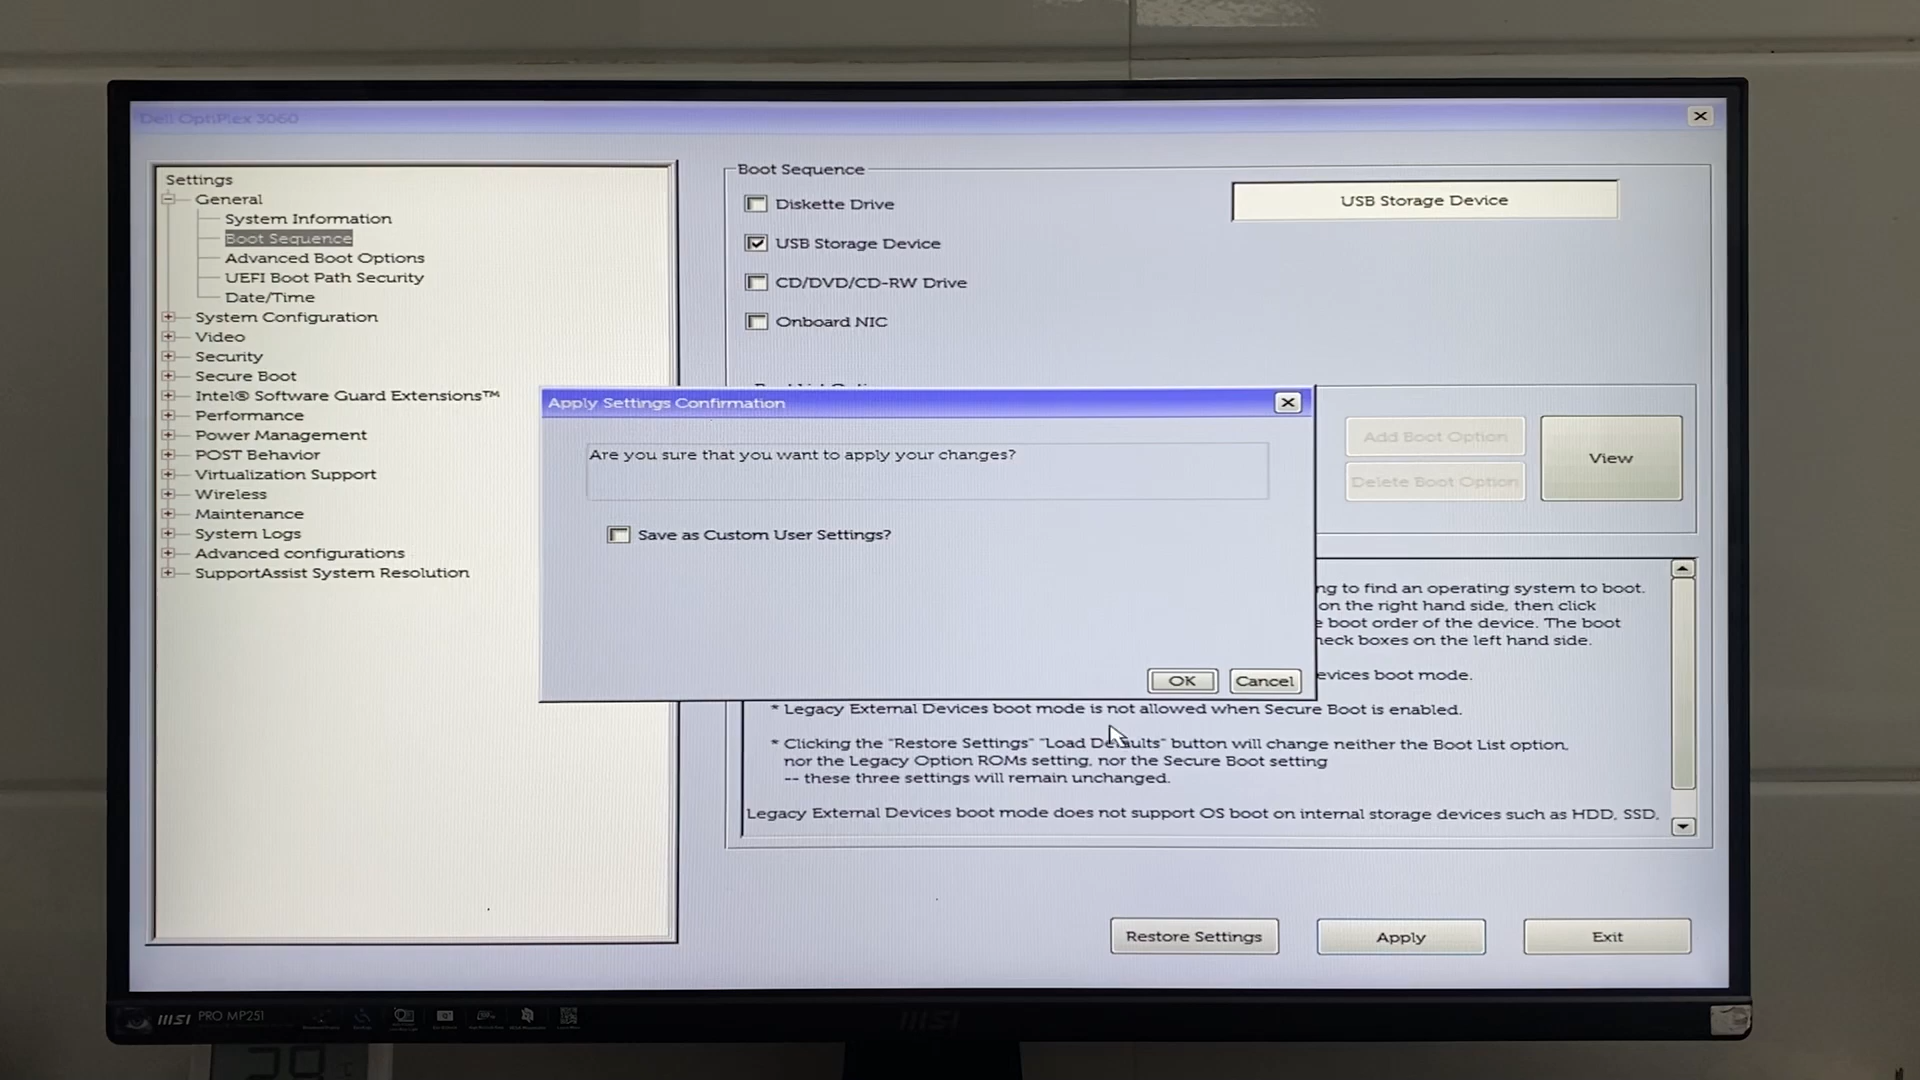 Dell OptiPlex 3060
Settings
General
System Information
Boot Sequence
Advanced Boot Options
UEFI Boot Path Security
Date/Time
System Configuration
Video
Security
Secure Boot
Intel® Software Guard Extensions™
Performance
Power Management
POST Behavior
Virtualization Support
Wireless
Maintenance
System Logs
Advanced configurations
SupportAssist System Resolution
Boot Sequence
Diskette Drive
USB Storage Device
CD/DVD/CD-RW Drive
Onboard NIC
USB Storage Device
Apply Settings Confirmation
Are you sure that you want to apply your changes?
Save as Custom User Settings?
OK
Cancel
Add Boot Option
Delete Boot Option
View
to find an operating system to boot.
on the right hand side, then click
boot order of the device. The boot
boxes on the left hand side.
boot mode.
* Legacy External Devices boot mode is not allowed when Secure Boot is enabled.
* Clicking the "Restore Settings" "Load Defaults" button will change neither the Boot List option,
nor the Legacy Option ROMs setting, nor the Secure Boot setting
-- these three settings will remain unchanged.
Legacy External Devices boot mode does not support OS boot on internal storage devices such as HDD, SSD,
Restore Settings
Apply
Exit
msi PRO MP251
msi